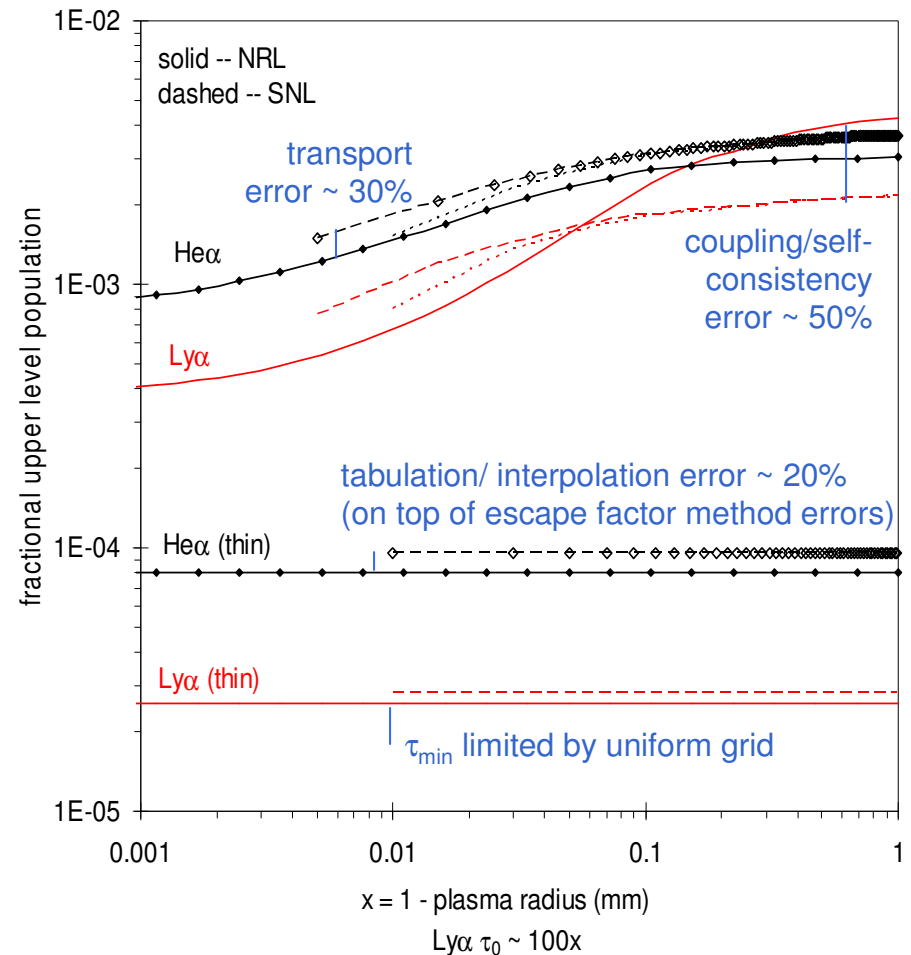 1E-02
solid -- NRL
dashed -- SNL
transport
error ~ 30%
Heα
1E-03
coupling/self-
consistency
error ~ 50%
Lyα
fractional upper level population
tabulation/ interpolation error ~ 20%
(on top of escape factor method errors)
Heα (thin)
1E-04
Lyα (thin)
τmin limited by uniform grid
1E-05
0.001 0.01 0.1 1
x = 1 - plasma radius (mm)
Lyα τ0 ~ 100x